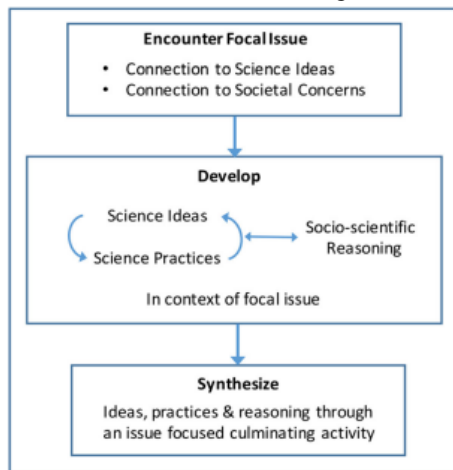 Encounter Focal Issue
• Connection to Science Ideas
• Connection to Societal Concerns
Develop
Science Ideas
Science Practices
Socio-scientific
Reasoning
In context of focal issue
Synthesize
Ideas, practices & reasoning through
an issue focused culminating activity